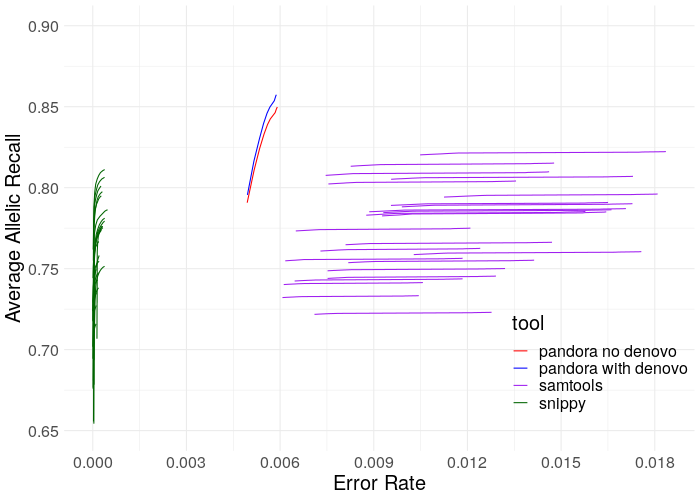 0.90
0.85
0.80
0.75
0.70
0.65
Average Allelic Recall
tool
pandora no denovo
pandora with denovo
samtools
snippy
0.000 0.003 0.006 0.009 0.012 0.015 0.018
Error Rate